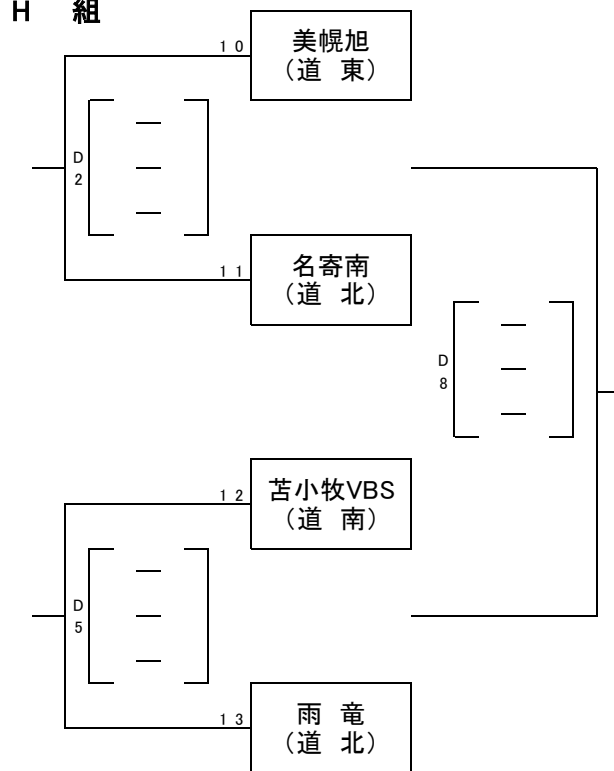 H 組
10
美幌旭
(道 東)
D
2
11
名寄南
(道 北)
D
8
12
苫小牧VBS
(道 南)
D
5
13
雨 竜
(道 北)